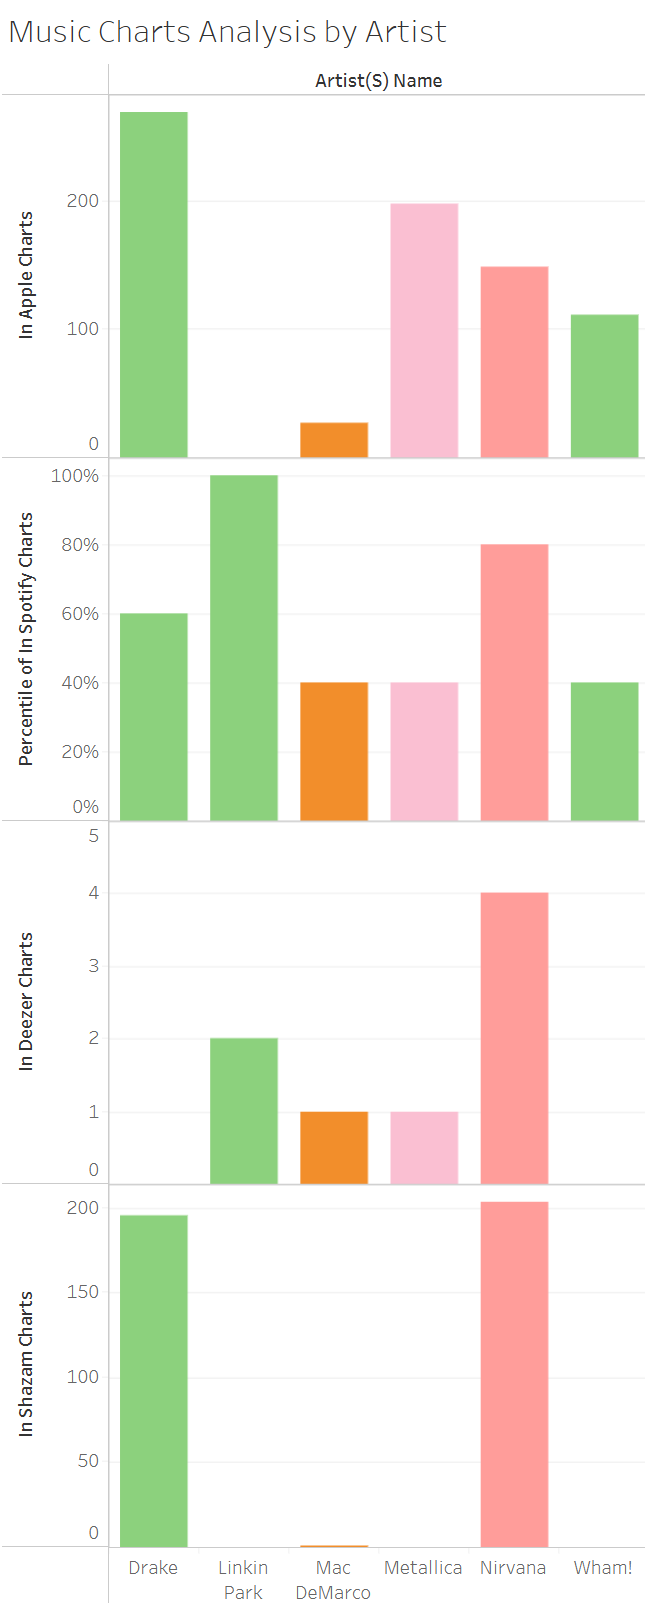 Music Charts Analysis by Artist
Artist(S) Name
In Apple Charts
200
100
0
Percentile of In Spotify Charts
100%
80%
60%
40%
20%
0%
In Deezer Charts
5
4
3
2
1
0
In Shazam Charts
200
150
100
50
0
Drake
Linkin
Park
Mac
DeMarco
Metallica
Nirvana
Wham!